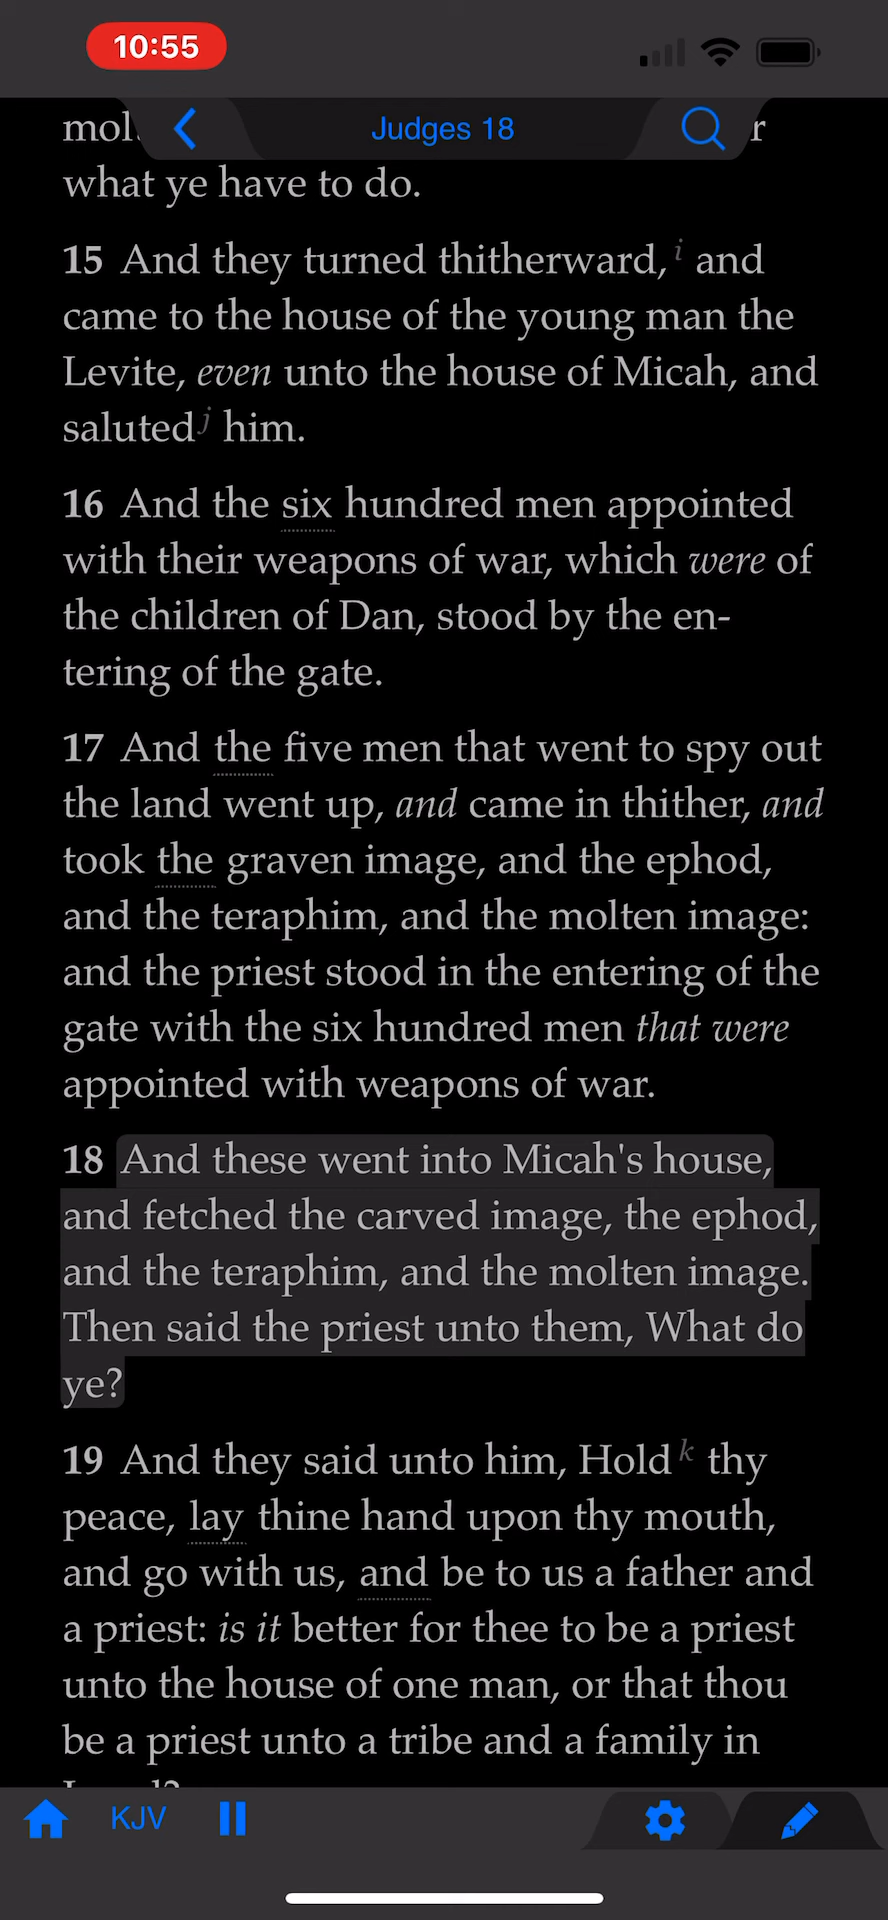 10:55
Judges 18
mol
r
what ye have to do.
15 And they turned thitherward, i and
came to the house of the young man the
Levite, even unto the house of Micah, and
saluted j him.
16 And the six hundred men appointed
with their weapons of war, which were of
the children of Dan, stood by the en-
tering of the gate.
17 And the five men that went to spy out
the land went up, and came in thither, and
took the graven image, and the ephod,
and the teraphim, and the molten image:
and the priest stood in the entering of the
gate with the six hundred men that were
appointed with weapons of war.
18 And these went into Micah's house,
and fetched the carved image, the ephod,
and the teraphim, and the molten image.
Then said the priest unto them, What do
ye?
19 And they said unto him, Hold k thy
peace, lay thine hand upon thy mouth,
and go with us, and be to us a father and
a priest: is it better for thee to be a priest
unto the house of one man, or that thou
be a priest unto a tribe and a family in
KJV